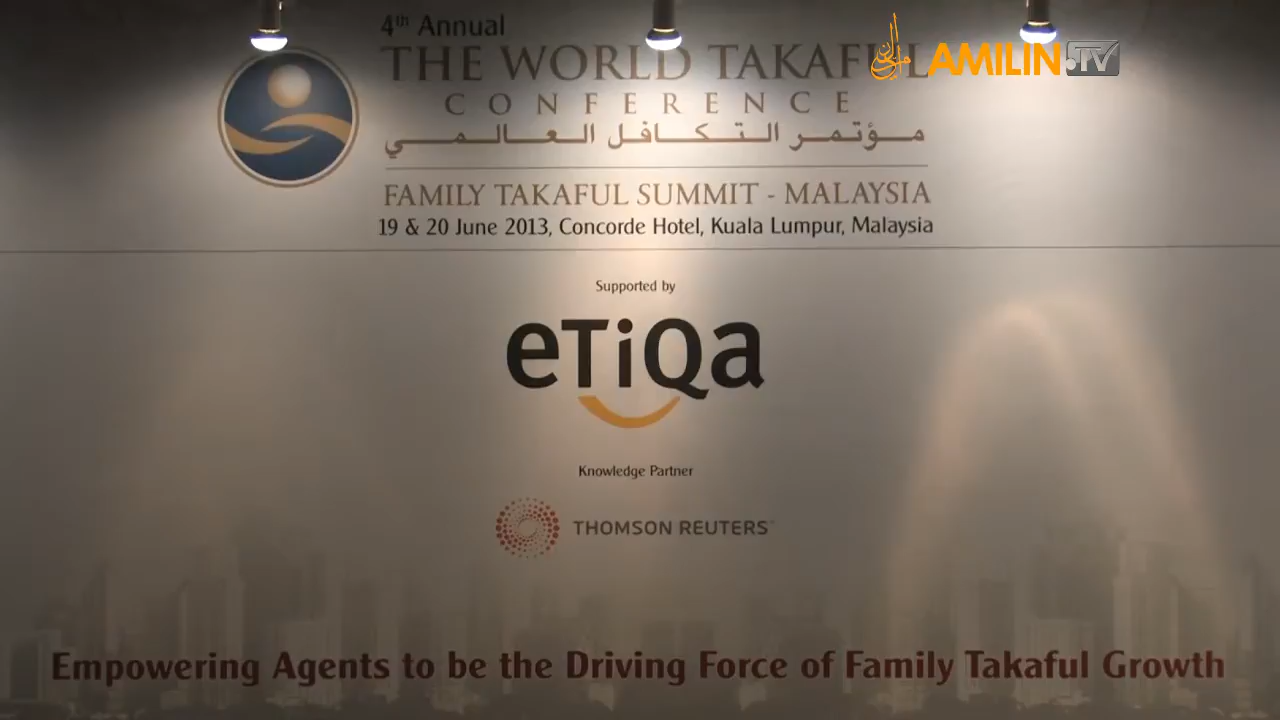 4th Annual
THE WORLD TAKAFUL
AMILIN.TV
CONFERENCE
مؤتمر التكافل العالمي
FAMILY TAKAFUL SUMMIT - MALAYSIA
19 & 20 June 2013, Concorde Hotel, Kuala Lumpur, Malaysia
Supported by
eTiQa
Knowledge Partner
THOMSON REUTERS
Empowering Agents to be the Driving Force of Family Takaful Growth